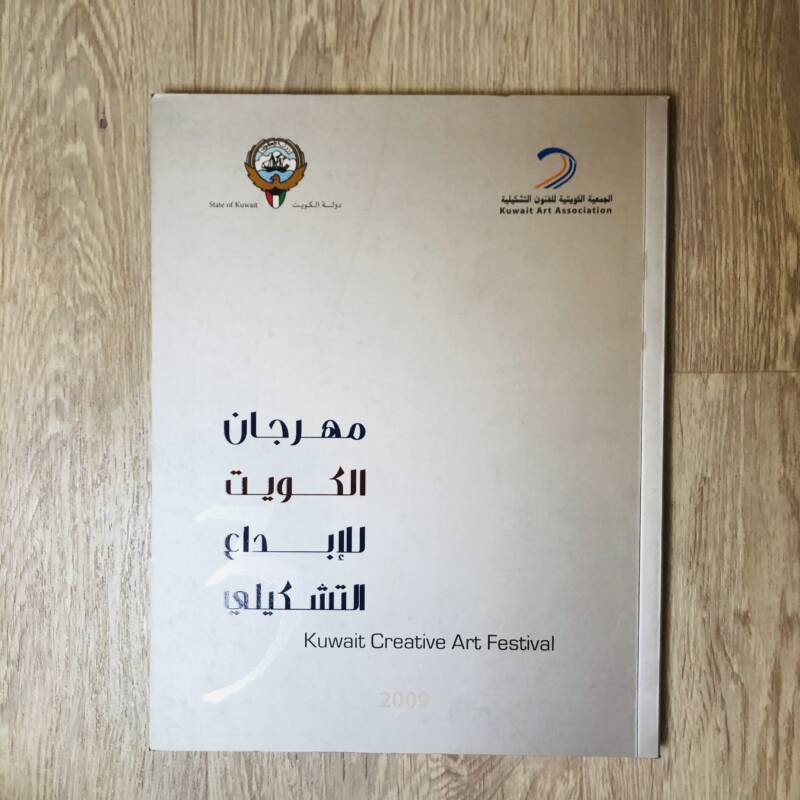 State of Kuwait دولة الكويت
الجمعية الكويتية للفنون التشكيلية
Kuwait Art Association
مهرجان
الكويت
للإبداع
التشكيلي
Kuwait Creative Art Festival
2009